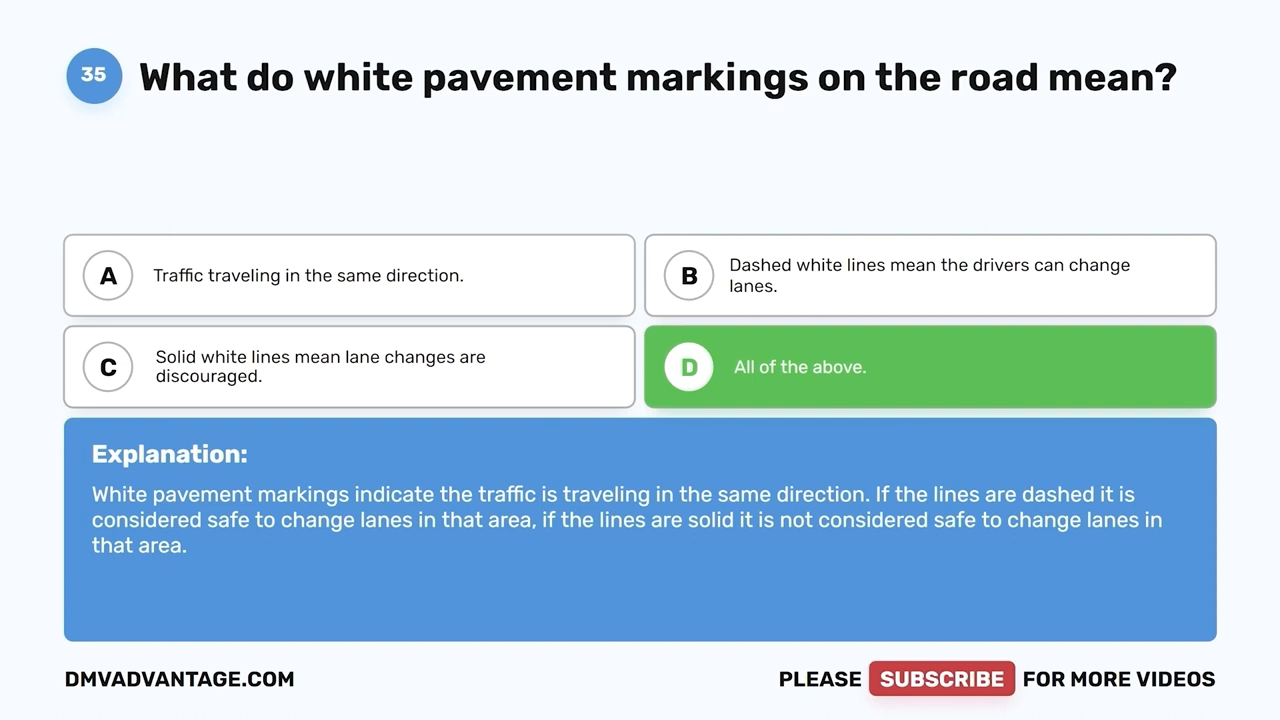 35
What do white pavement markings on the road mean?
A
Traffic traveling in the same direction.
B
Dashed white lines mean the drivers can change
lanes.
C
Solid white lines mean lane changes are
discouraged.
D
All of the above.
Explanation:
White pavement markings indicate the traffic is traveling in the same direction. If the lines are dashed it is
considered safe to change lanes in that area, if the lines are solid it is not considered safe to change lanes in
that area.
DMVADVANTAGE.COM
PLEASE SUBSCRIBE FOR MORE VIDEOS